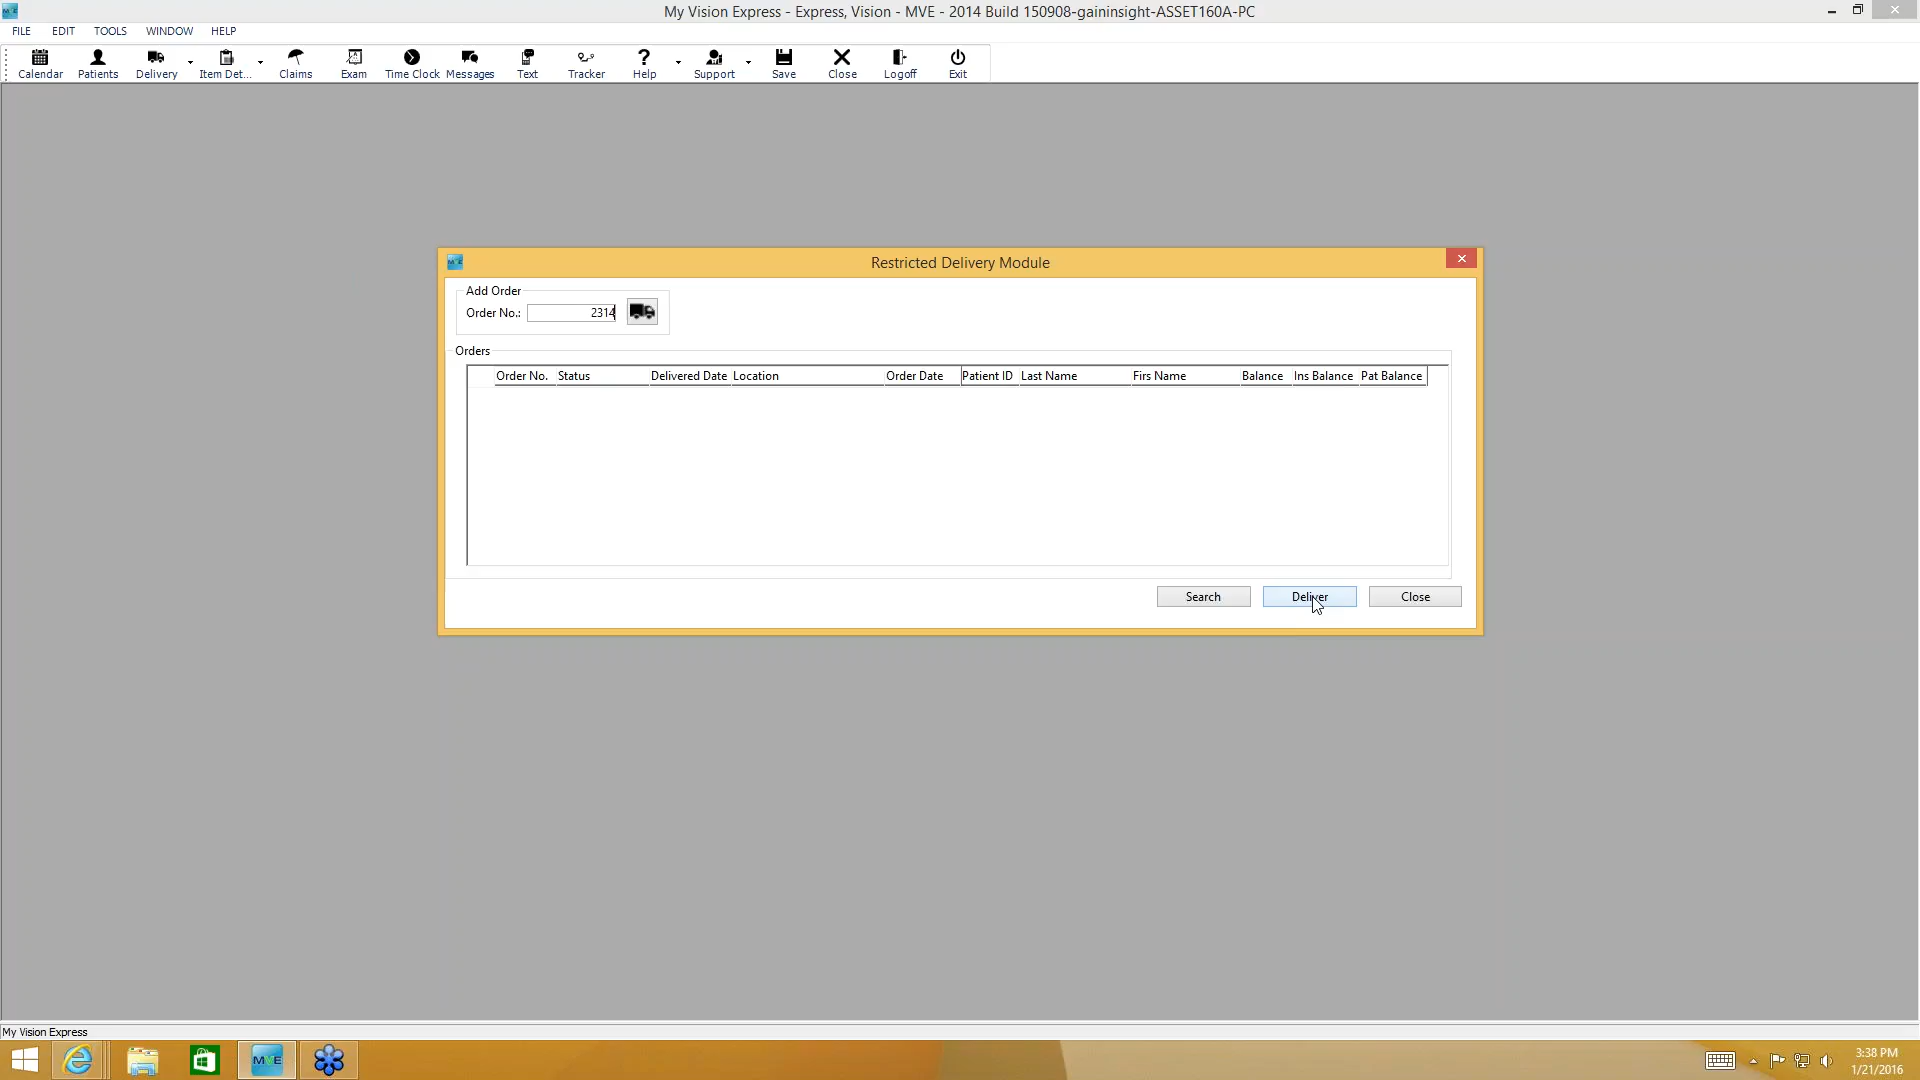 My Vision Express - Express, Vision - MVE - 2014 Build 150908-gaininsight-ASSET160A-PC
FILE EDIT TOOLS WINDOW HELP
Calendar Patients Delivery Item Det... Claims Exam Time Clock Messages Text Tracker Help Support Save Close Logoff Exit
Restricted Delivery Module
Add Order
Order No.: 2314
Orders
Order No. Status Delivered Date Location Order Date Patient ID Last Name Firs Name Balance Ins Balance Pat Balance
Search Deliver Close
My Vision Express
MVE
3:38 PM
1/21/2016